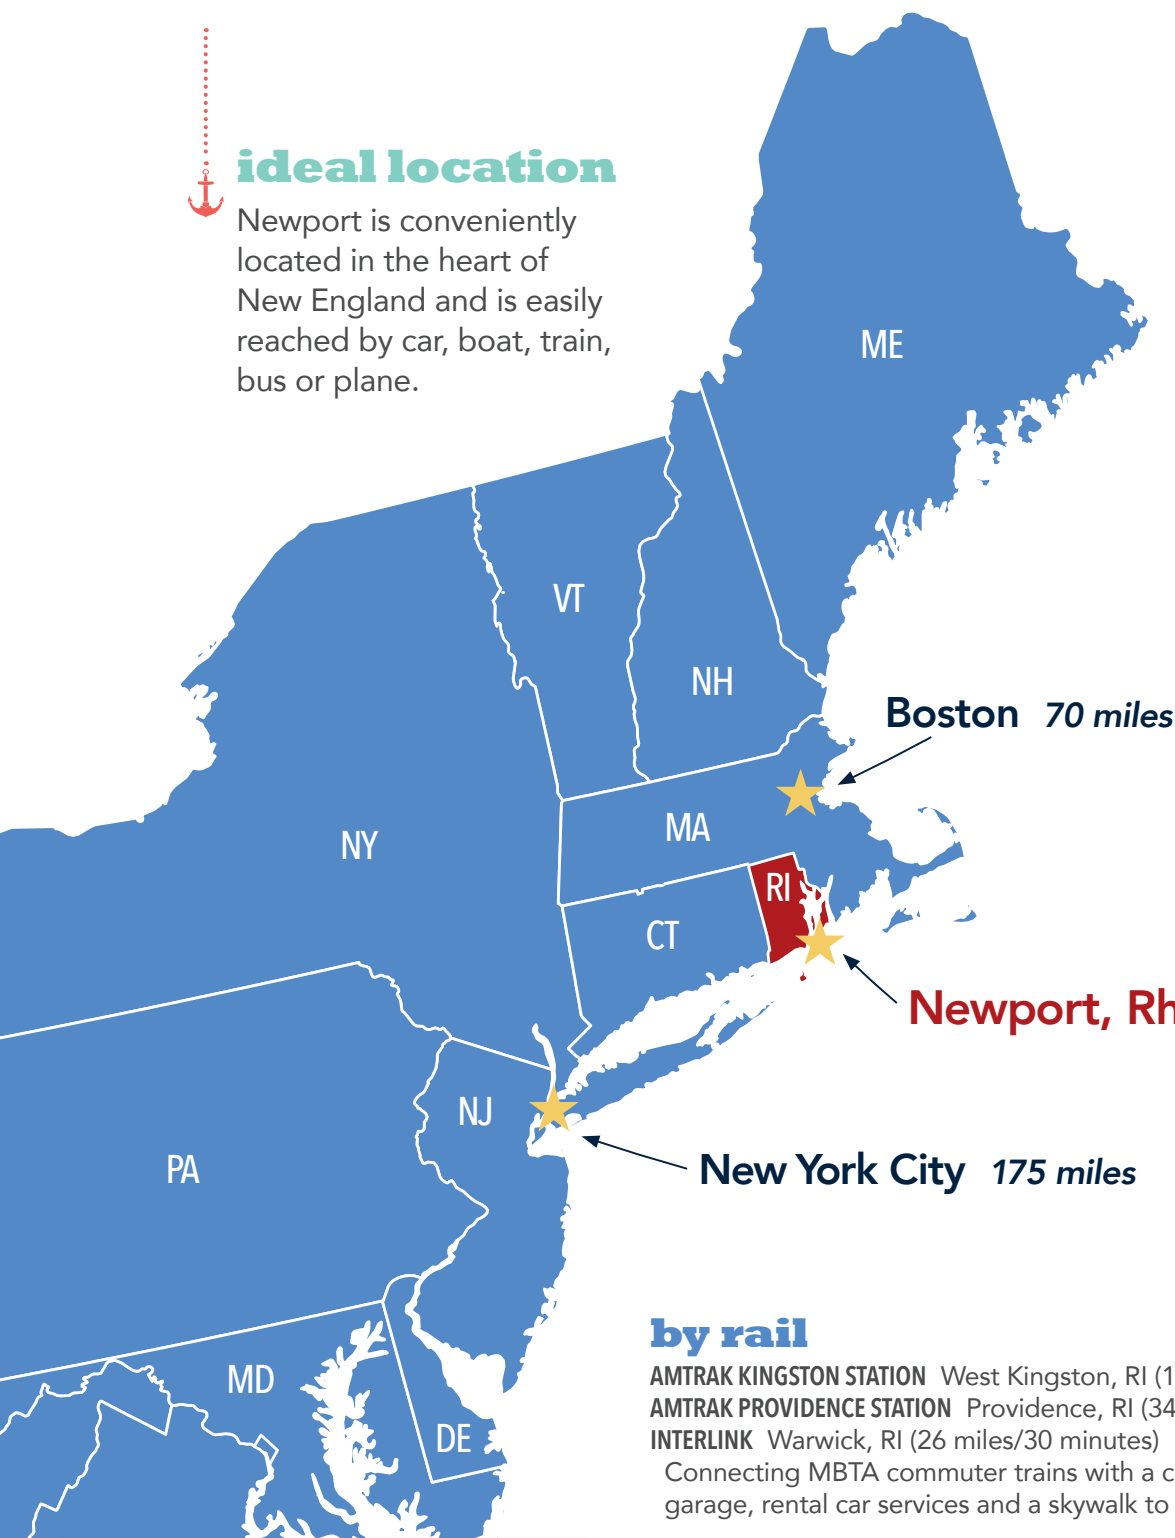 ideal location
Newport is conveniently
located in the heart of
New England and is easily
reached by car, boat, train,
bus or plane.
ME
VT
NH
Boston 70 miles
MA
NY
RI
CT
Newport, Rh
NJ
PA
New York City 175 miles
MD
DE
by rail
AMTRAK KINGSTON STATION West Kingston, RI (1
AMTRAK PROVIDENCE STATION Providence, RI (34
INTERLINK Warwick, RI (26 miles/30 minutes)
Connecting MBTA commuter trains with a c
garage, rental car services and a skywalk to